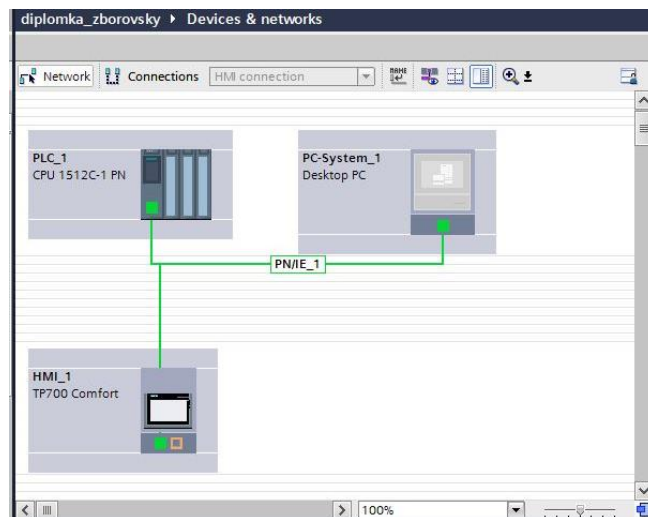 diplomka_zborovsky ▸ Devices & networks
Network Connections HMI connection
PLC_1
CPU 1512C-1 PN
PC-System_1
Desktop PC
PN/IE_1
HMI_1
TP700 Comfort
100%